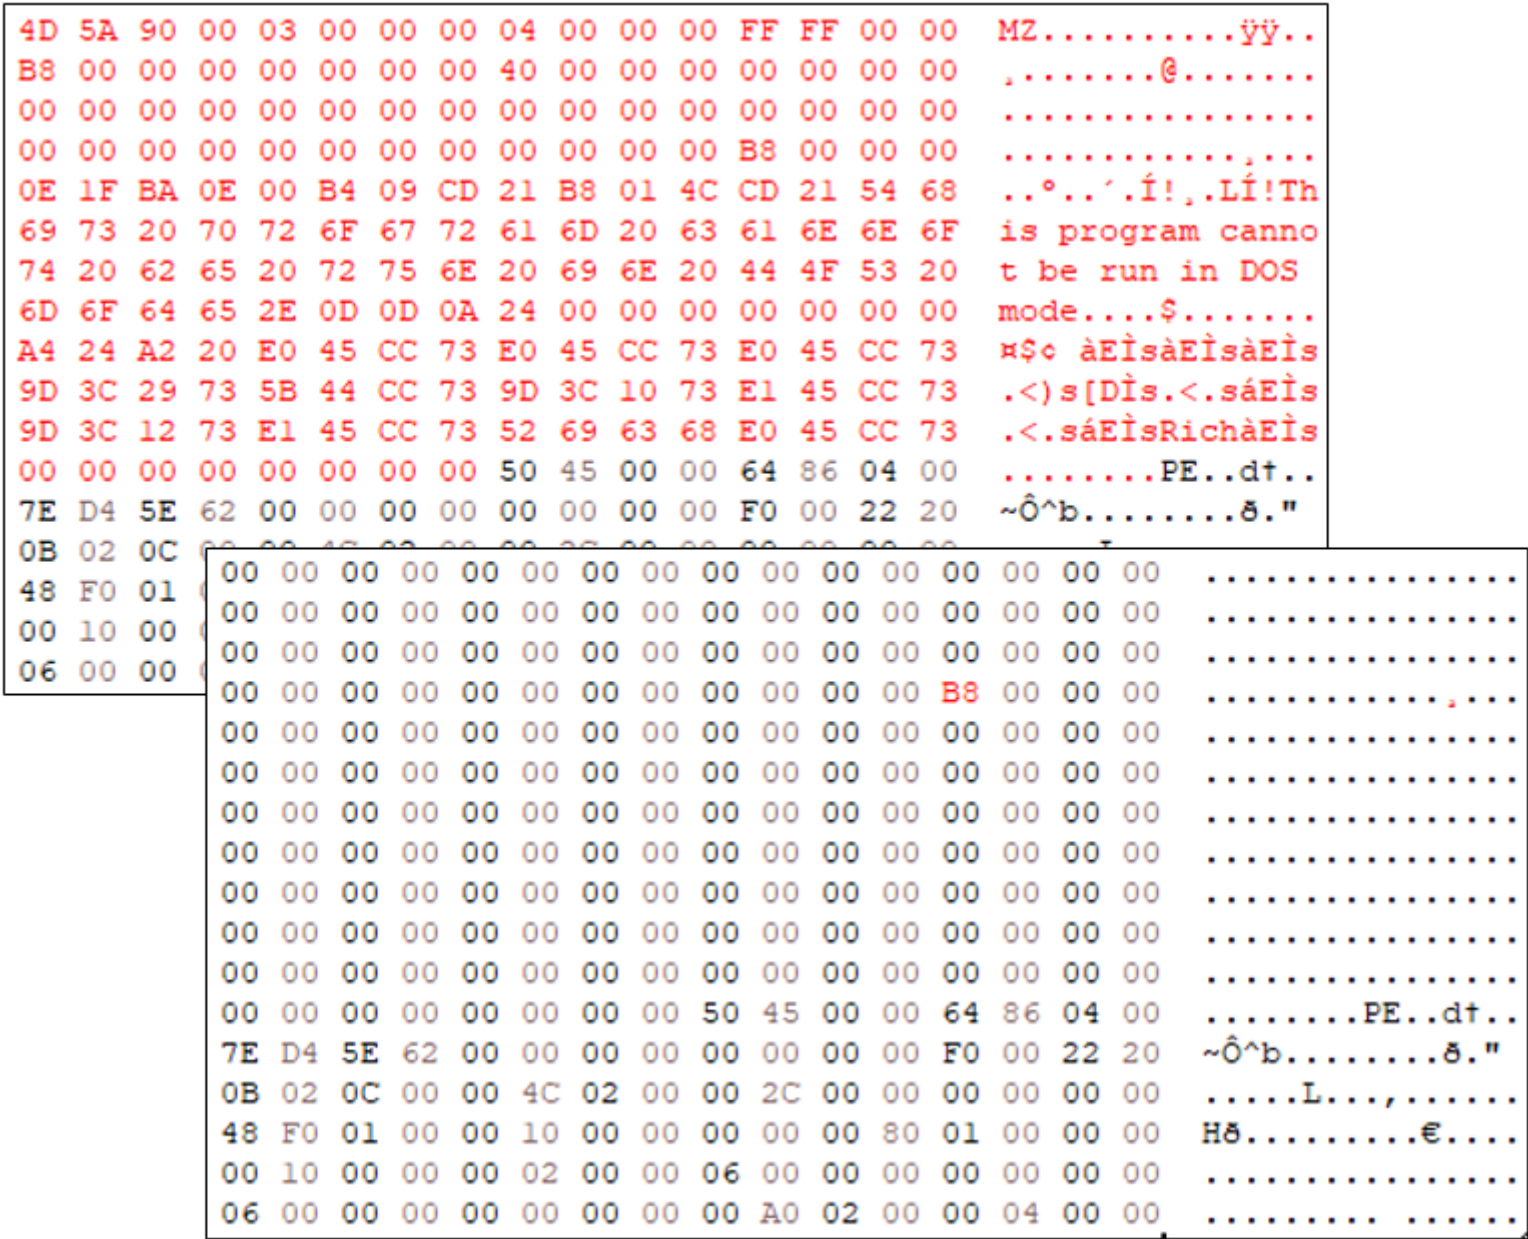 4D 5A 90 00 03 00 00 00 04 00 00 00 FF FF 00 00 MZ..........ÿÿ..
B8 00 00 00 00 00 00 00 40 00 00 00 00 00 00 00 ¸.......@.......
00 00 00 00 00 00 00 00 00 00 00 00 00 00 00 00 ................
00 00 00 00 00 00 00 00 00 00 00 00 B8 00 00 00 ............¸...
0E 1F BA 0E 00 B4 09 CD 21 B8 01 4C CD 21 54 68 ..º..´.Í!¸.LÍ!Th
69 73 20 70 72 6F 67 72 61 6D 20 63 61 6E 6E 6F is program canno
74 20 62 65 20 72 75 6E 20 69 6E 20 44 4F 53 20 t be run in DOS
6D 6F 64 65 2E 0D 0D 0A 24 00 00 00 00 00 00 00 mode....$.......
A4 24 A2 20 E0 45 CC 73 E0 45 CC 73 E0 45 CC 73 ¤$¢ àEÌsàEÌsàEÌs
9D 3C 29 73 5B 44 CC 73 9D 3C 10 73 E1 45 CC 73 .<)s[DÌs.<.sáEÌs
9D 3C 12 73 E1 45 CC 73 52 69 63 68 E0 45 CC 73 .<.sáEÌsRichàEÌs
00 00 00 00 00 00 00 00 50 45 00 00 64 86 04 00 ........PE..d†..
7E D4 5E 62 00 00 00 00 00 00 00 00 F0 00 22 20 ~Ô^b........ð."
0B 02 0C
48 F0 01
00 10 00
06 00 00
00 00 00 00 00 00 00 00 00 00 00 00 00 00 00 00 ................
00 00 00 00 00 00 00 00 00 00 00 00 00 00 00 00 ................
00 00 00 00 00 00 00 00 00 00 00 00 00 00 00 00 ................
00 00 00 00 00 00 00 00 00 00 00 00 B8 00 00 00 ............¸...
00 00 00 00 00 00 00 00 00 00 00 00 00 00 00 00 ................
00 00 00 00 00 00 00 00 00 00 00 00 00 00 00 00 ................
00 00 00 00 00 00 00 00 00 00 00 00 00 00 00 00 ................
00 00 00 00 00 00 00 00 00 00 00 00 00 00 00 00 ................
00 00 00 00 00 00 00 00 00 00 00 00 00 00 00 00 ................
00 00 00 00 00 00 00 00 00 00 00 00 00 00 00 00 ................
00 00 00 00 00 00 00 00 00 00 00 00 00 00 00 00 ................
00 00 00 00 00 00 00 00 50 45 00 00 64 86 04 00 ........PE..d†..
7E D4 5E 62 00 00 00 00 00 00 00 00 F0 00 22 20 ~Ô^b........ð."
0B 02 0C 00 00 4C 02 00 00 2C 00 00 00 00 00 00 .....L...,......
48 F0 01 00 00 10 00 00 00 00 00 80 01 00 00 00 Hð.........€....
00 10 00 00 00 02 00 00 06 00 00 00 00 00 00 00 ................
06 00 00 00 00 00 00 00 00 A0 02 00 00 04 00 00 ......... ......